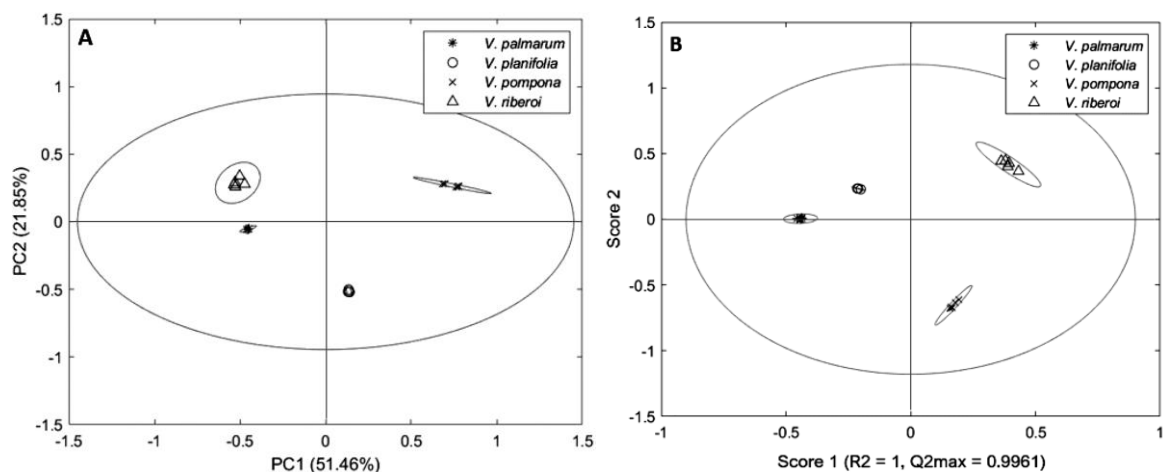 A
V. palmarum
V. planifolia
V. pompona
V. riberoi
1.5
1
0.5
0
-0.5
-1
-1.5
-1.5
-1
-0.5
0
0.5
1
1.5
PC2 (21.85%)
PC1 (51.46%)
B
V. palmarum
V. planifolia
V. pompona
V. riberoi
1.5
1
0.5
0
-0.5
-1
-1.5
-1
-0.5
0
0.5
1
Score 2
Score 1 (R2 = 1, Q2max = 0.9961)